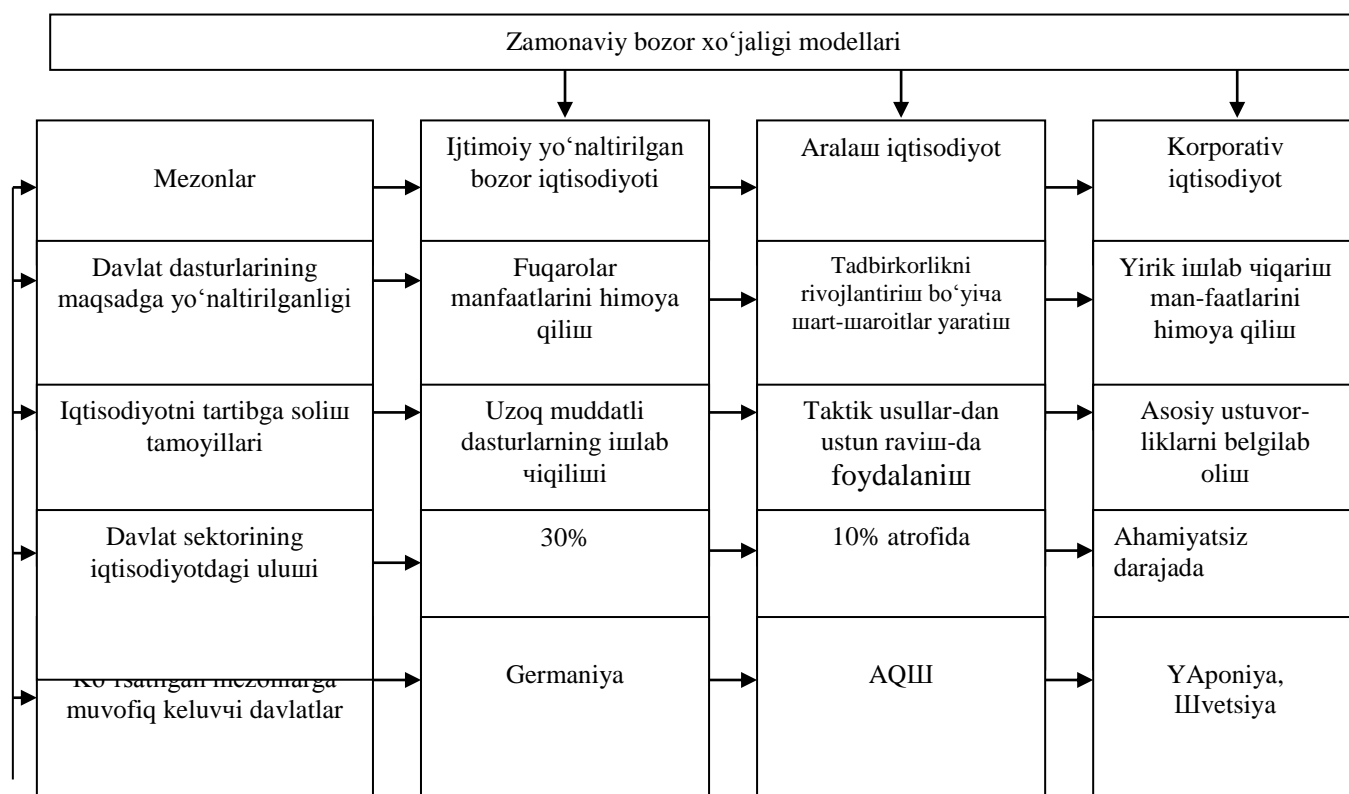 Zamonaviy bozor xo‘jaligi modellari
Mezonlar
Ijtimoiy yo‘naltirilgan
bozor iqtisodiyoti
Aralaш iqtisodiyot
Korporativ
iqtisodiyot
Davlat dasturlarining
maqsadga yo‘naltirilganligi
Fuqarolar
manfaatlarini himoya
qiliш
Tadbirkorlikni
rivojlantiriш bo‘yiчa
шart-шaroitlar yaratiш
Yirik iшlab чiqariш
man-faatlarini
himoya qiliш
Iqtisodiyotni tartibga soliш
tamoyillari
Uzoq muddatli
dasturlarning iшlab
чiqiliшi
Taktik usullar-dan
ustun raviш-da
foydalaniш
Asosiy ustuvor-
liklarni belgilab
oliш
Davlat sektorining
iqtisodiyotdagi uluшi
30%
10% atrofida
Ahamiyatsiz
darajada
Ko‘rsatilgan mezonlarga
muvofiq keluvчi davlatlar
Germaniya
AQШ
YAponiya,
Шvetsiya